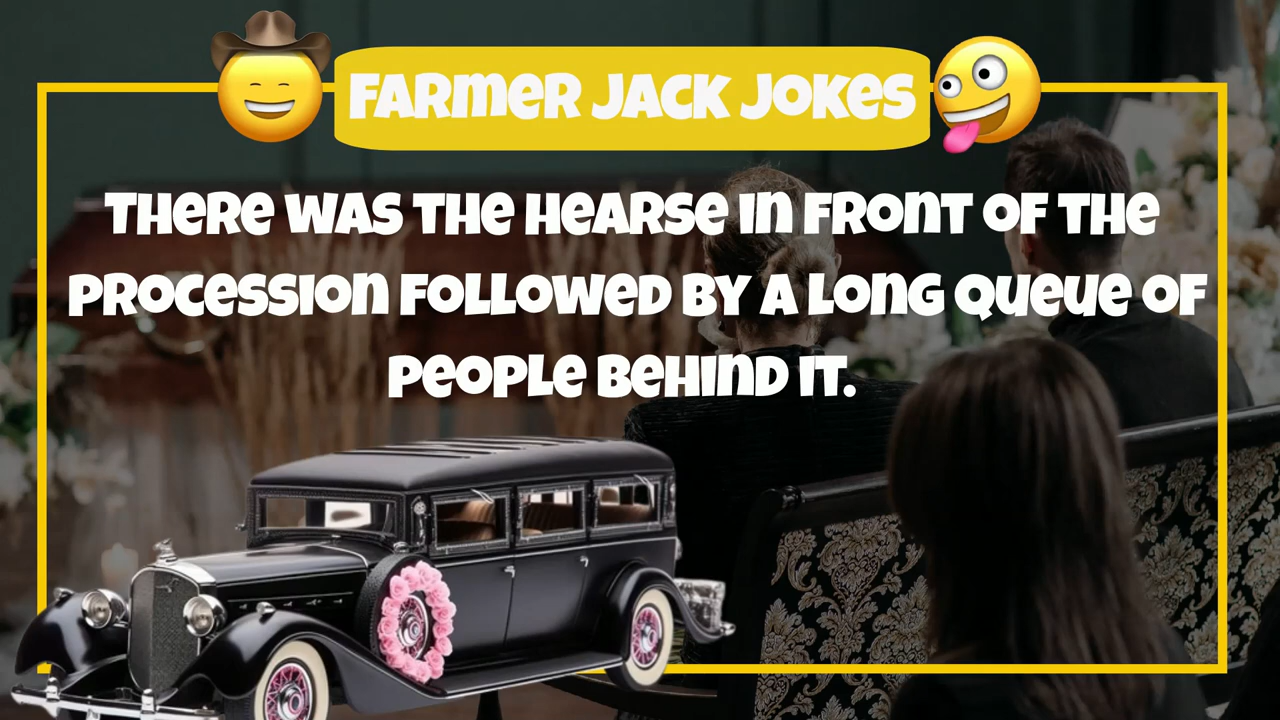 FARMER JACK JOKES
THERE WAS THE HEARSE IN FRONT OF THE
PROCESSION FOLLOWED BY A LONG QUEUE OF
PEOPLE BEHIND IT.